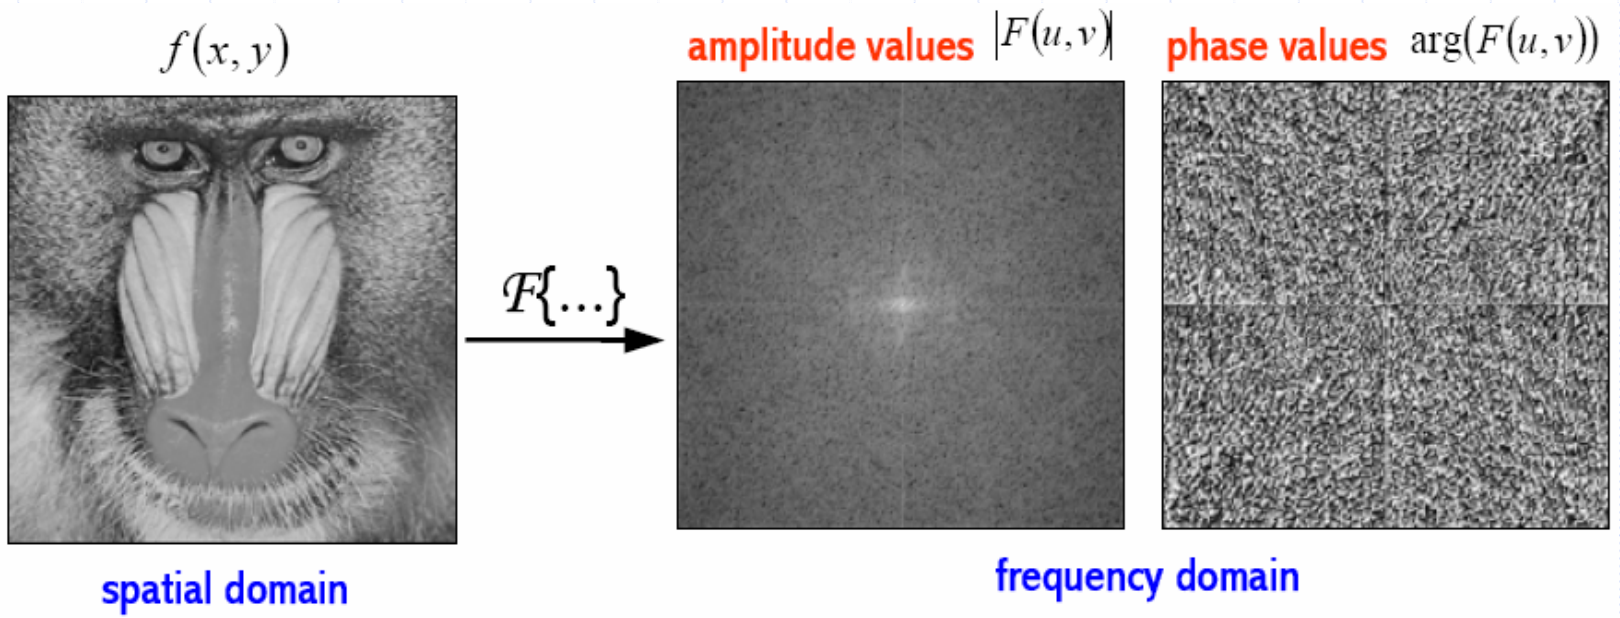 f(x, y)
amplitude values |F(u,v)|
phase values arg(F(u,v))
ℱ{...}
spatial domain
frequency domain